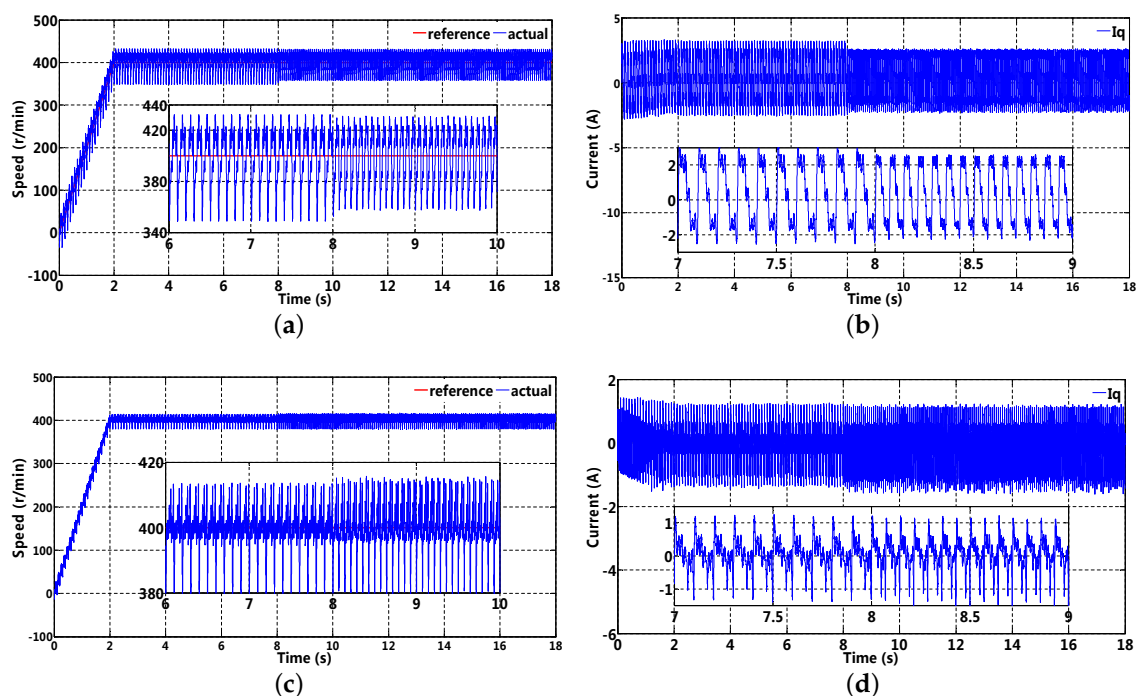 500
400
300
200
100
0
-100
Speed (r/min)
reference actual
440
420
380
340
6 7 8 9 10
0 2 4 6 8 10 12 14 16 18
Time (s)
(a)
5
0
-5
-10
-15
Current (A)
Iq
2
0
-2
7 7.5 8 8.5 9
0 2 4 6 8 10 12 14 16 18
Time (s)
(b)
500
400
300
200
100
0
-100
Speed (r/min)
reference actual
420
400
380
6 7 8 9 10
0 2 4 6 8 10 12 14 16 18
Time (s)
(c)
2
0
-2
-4
-6
Current (A)
Iq
1
0
-1
7 7.5 8 8.5 9
0 2 4 6 8 10 12 14 16 18
Time (s)
(d)